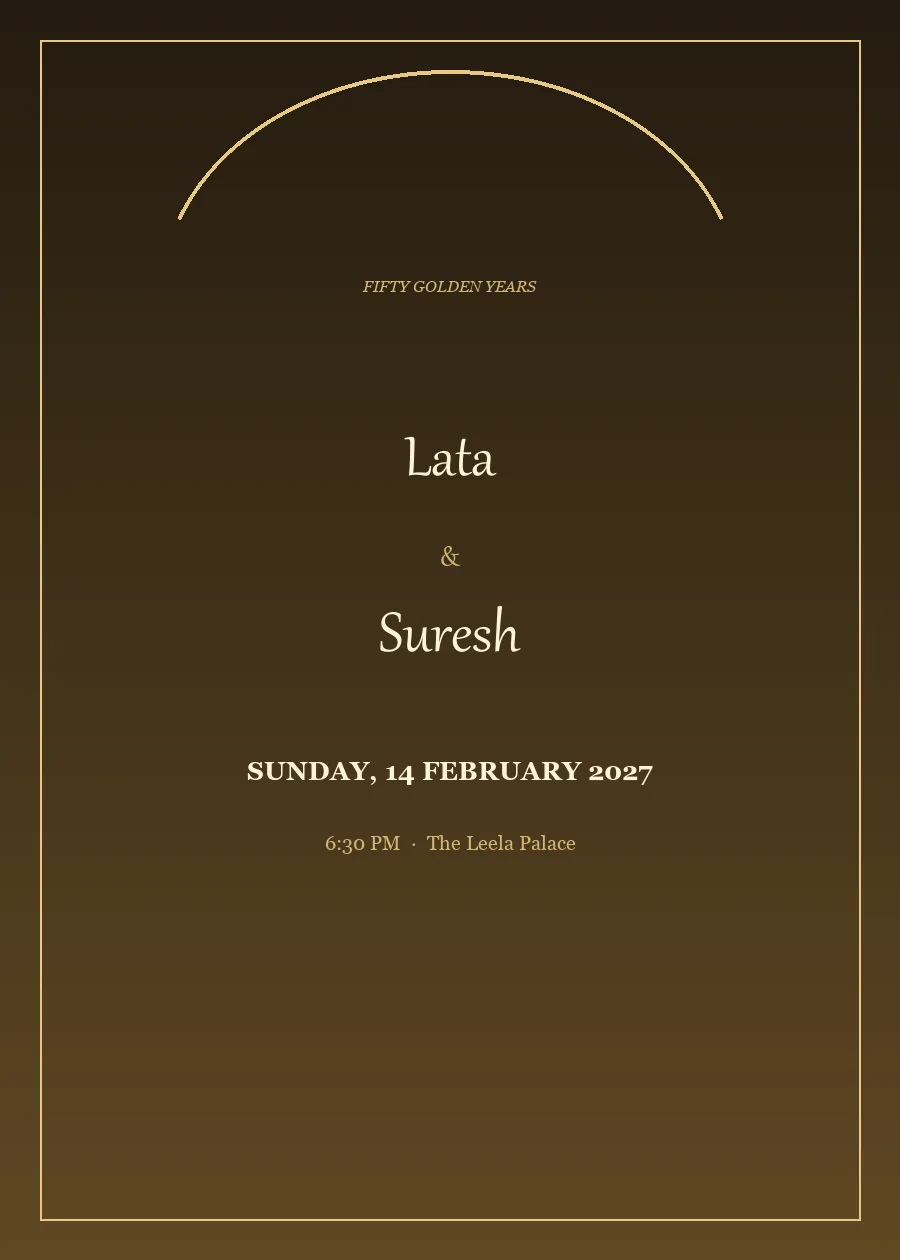 FIFTY GOLDEN YEARS
Lata
&
Suresh
SUNDAY, 14 FEBRUARY 2027
6:30 PM · The Leela Palace